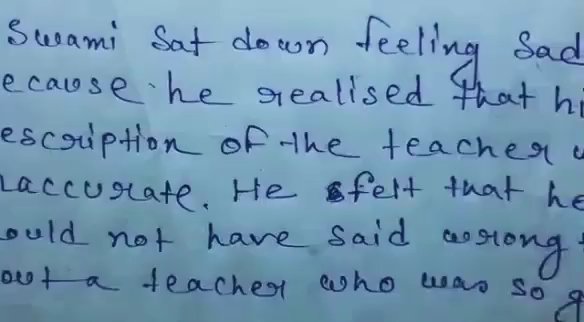 Swami Sat down feeling Sad
ecause he realised that hi
escription of the teacher
accurate. He felt that he
ould not have said wrong
out a teacher who was so g